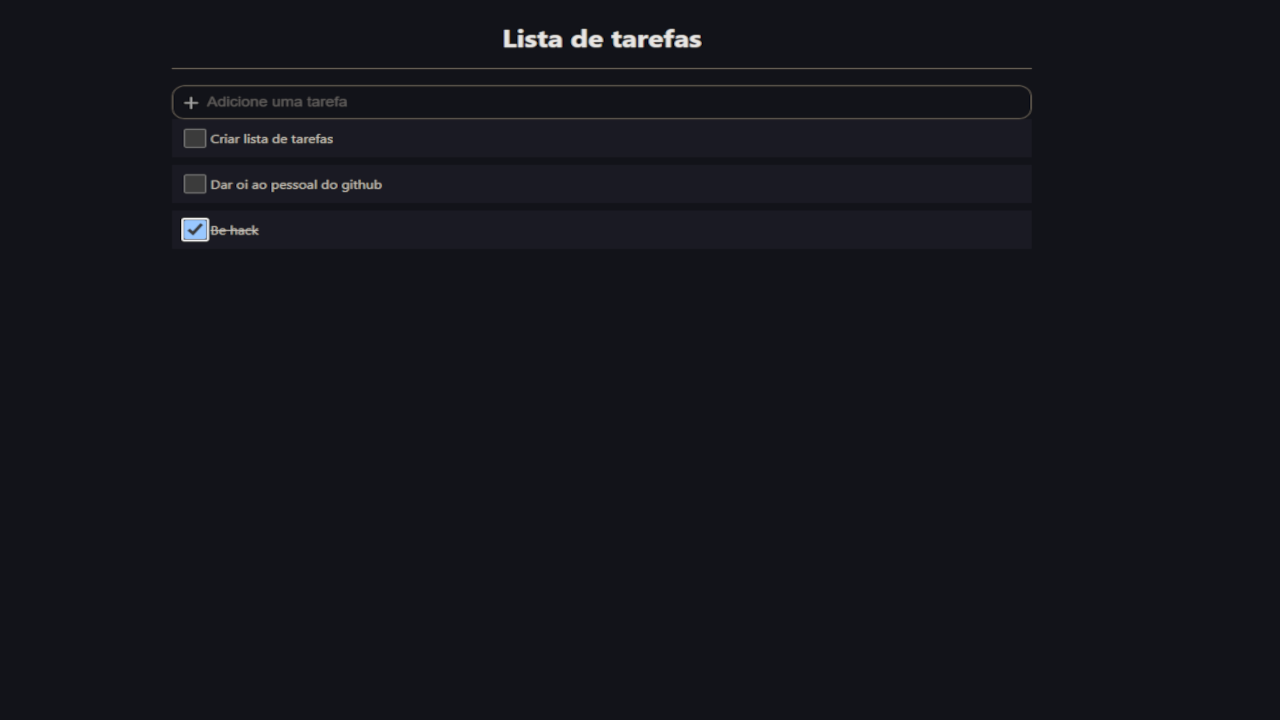 Lista de tarefas
+ Adicione uma tarefa
Criar lista de tarefas
Dar oi ao pessoal do github
Be hack